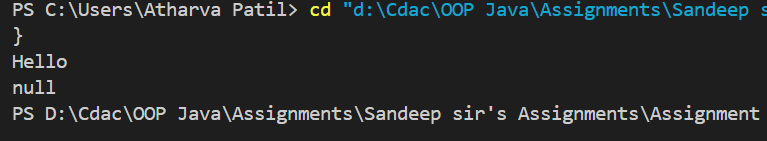 PS C:\Users\Atharva Patil> cd "d:\Cdac\OOP Java\Assignments\Sandeep s
}
Hello
null
PS D:\Cdac\OOP Java\Assignments\Sandeep sir's Assignments\Assignment